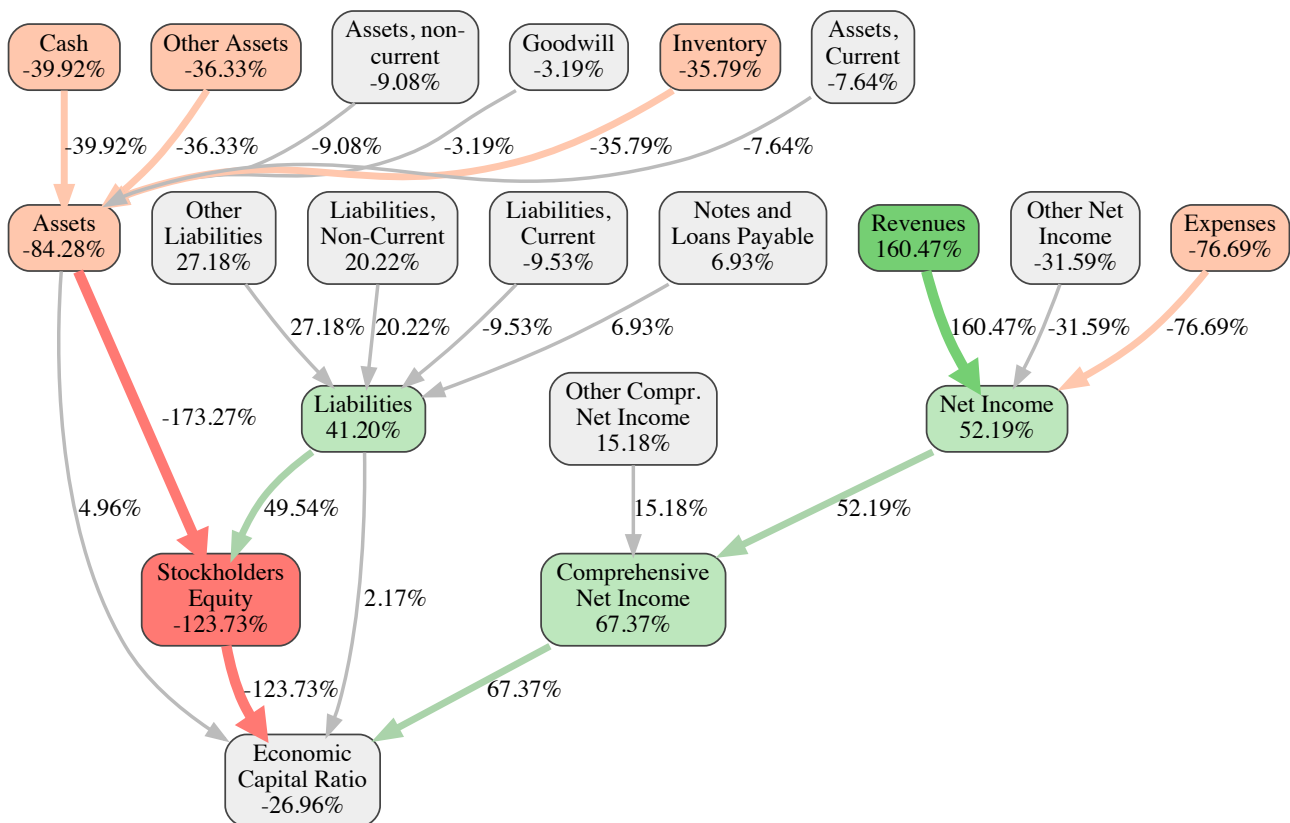 Cash
-39.92%
Other Assets
-36.33%
Assets, non-
current
-9.08%
Goodwill
-3.19%
Inventory
-35.79%
Assets,
Current
-7.64%
-39.92%
-36.33%
-9.08%
-3.19%
-35.79%
-7.64%
Assets
-84.28%
Other
Liabilities
27.18%
Liabilities,
Non-Current
20.22%
Liabilities,
Current
-9.53%
Notes and
Loans Payable
6.93%
Revenues
160.47%
Other Net
Income
-31.59%
Expenses
-76.69%
27.18%
20.22%
-9.53%
6.93%
160.47%
-31.59%
-76.69%
-173.27%
Liabilities
41.20%
Other Compr.
Net Income
15.18%
Net Income
52.19%
4.96%
49.54%
15.18%
52.19%
Stockholders
Equity
-123.73%
2.17%
Comprehensive
Net Income
67.37%
-123.73%
67.37%
Economic
Capital Ratio
-26.96%